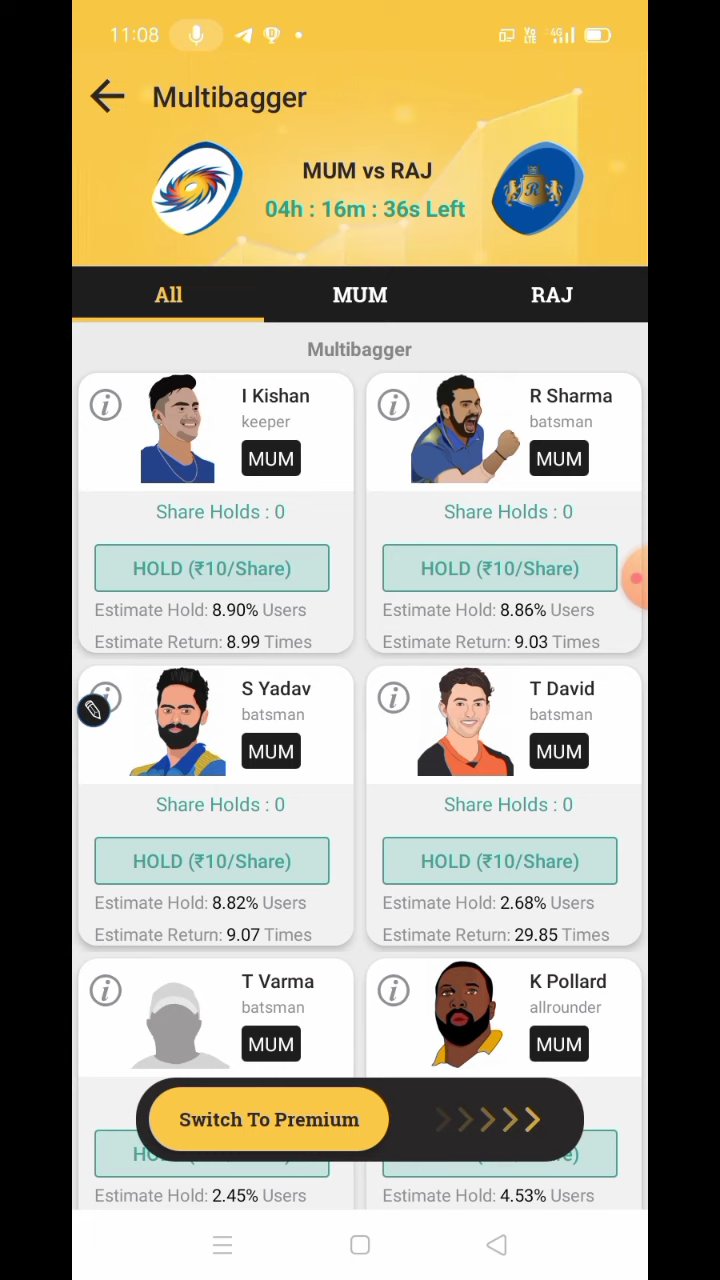 11:08
Vo LTE 4G
Multibagger
MUM vs RAJ
04h : 16m : 36s Left
R
All MUM RAJ
Multibagger
I Kishan
keeper
MUM
Share Holds : 0
HOLD (₹10/Share)
Estimate Hold: 8.90% Users
Estimate Return: 8.99 Times
R Sharma
batsman
MUM
Share Holds : 0
HOLD (₹10/Share)
Estimate Hold: 8.86% Users
Estimate Return: 9.03 Times
S Yadav
batsman
MUM
Share Holds : 0
HOLD (₹10/Share)
Estimate Hold: 8.82% Users
Estimate Return: 9.07 Times
T David
batsman
MUM
Share Holds : 0
HOLD (₹10/Share)
Estimate Hold: 2.68% Users
Estimate Return: 29.85 Times
T Varma
batsman
MUM
Estimate Hold: 2.45% Users
K Pollard
allrounder
MUM
Estimate Hold: 4.53% Users
Switch To Premium